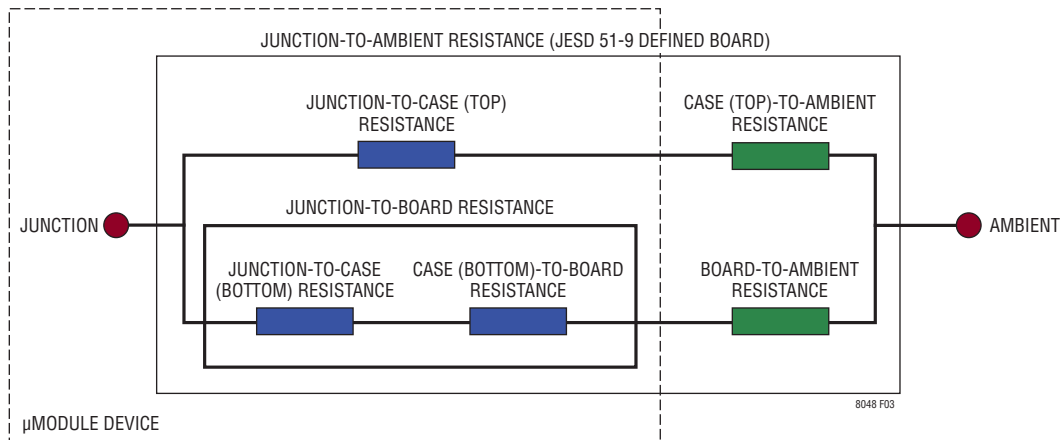 JUNCTION-TO-AMBIENT RESISTANCE (JESD 51-9 DEFINED BOARD)
JUNCTION-TO-CASE (TOP)
RESISTANCE
CASE (TOP)-TO-AMBIENT
RESISTANCE
JUNCTION
JUNCTION-TO-BOARD RESISTANCE
AMBIENT
JUNCTION-TO-CASE
(BOTTOM) RESISTANCE
CASE (BOTTOM)-TO-BOARD
RESISTANCE
BOARD-TO-AMBIENT
RESISTANCE
8048 F03
µMODULE DEVICE